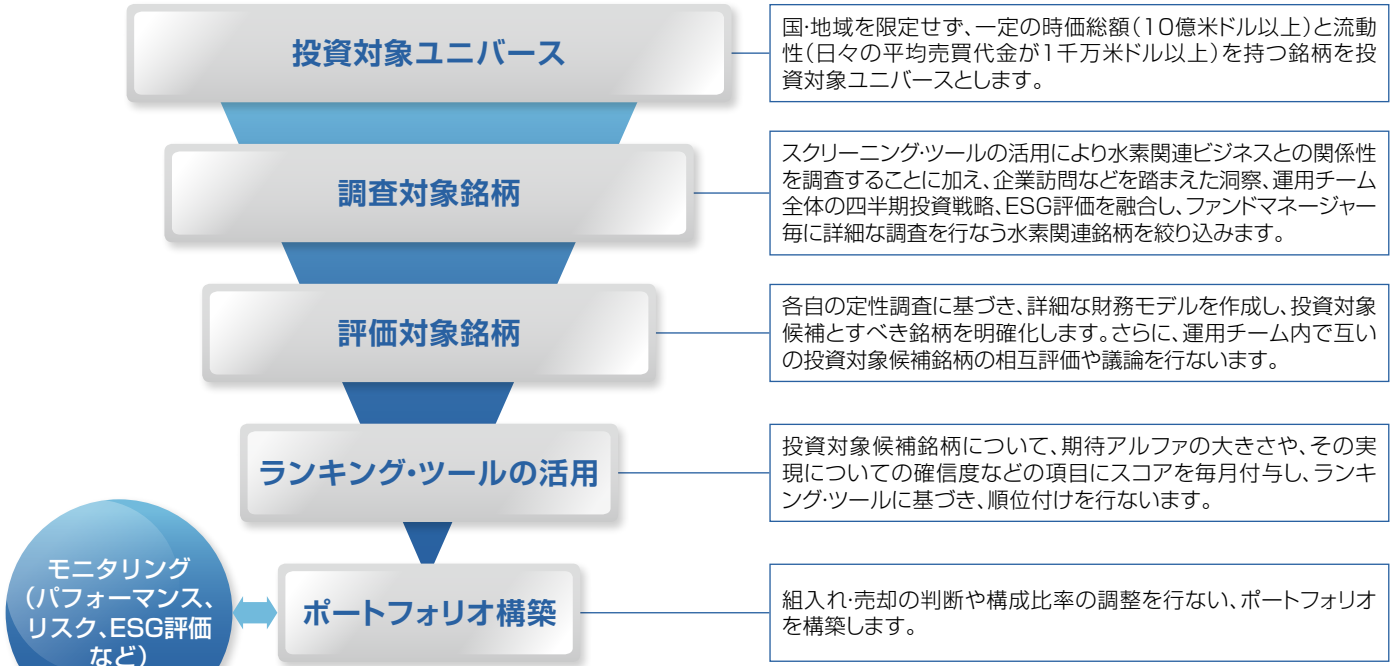 投資対象ユニバース
国・地域を限定せず、一定の時価総額（10億米ドル以上）と流動
性（日々の平均売買代金が1千万米ドル以上）を持つ銘柄を投
資対象ユニバースとします。
調査対象銘柄
スクリーニング・ツールの活用により水素関連ビジネスとの関係性
を調査することに加え、企業訪問などを踏まえた洞察、運用チーム
全体の四半期投資戦略、ESG評価を融合し、ファンドマネージャー
毎に詳細な調査を行なう水素関連銘柄を絞り込みます。
評価対象銘柄
各自の定性調査に基づき、詳細な財務モデルを作成し、投資対象
候補とすべき銘柄を明確化します。さらに、運用チーム内で互い
の投資対象候補銘柄の相互評価や議論を行ないます。
ランキング・ツールの活用
投資対象候補銘柄について、期待アルファの大きさや、その実
現についての確信度などの項目にスコアを毎月付与し、ランキ
ング・ツールに基づき、順位付けを行ないます。
モニタリング
（パフォーマンス、
リスク、ESG評価
など）
ポートフォリオ構築
組入れ・売却の判断や構成比率の調整を行ない、ポートフォリオ
を構築します。